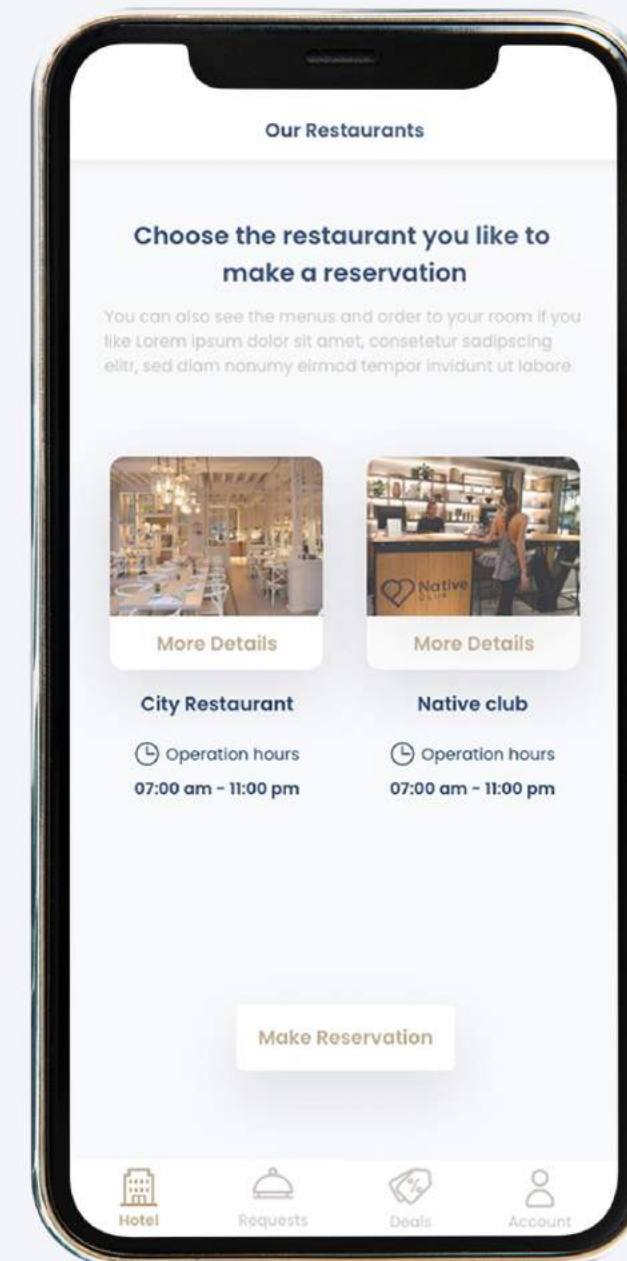 Our Restaurants
Choose the restaurant you like to
make a reservation
You can also see the menus and order to your room if you
like Lorem ipsum dolor sit amet, consetetur sadipscing
elitr, sed diam nonumy eirmod tempor invidunt ut labore
Native
CLUB
More Details
More Details
City Restaurant
Native club
Operation hours
Operation hours
07:00 am - 11:00 pm
07:00 am - 11:00 pm
Make Reservation
Hotel
Requests
Deals
Account